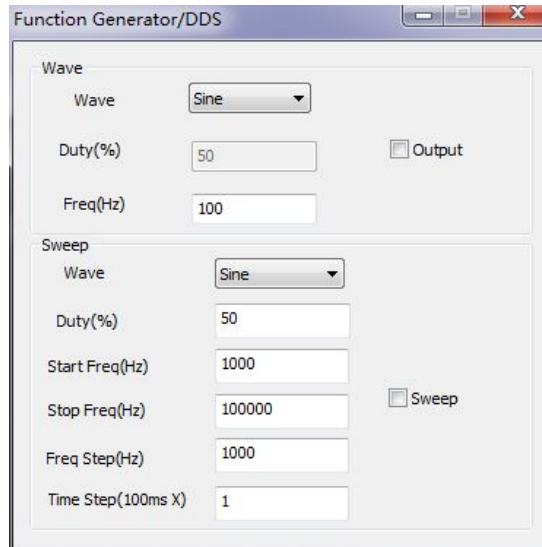 Function Generator/DDS
Wave
Wave Sine
Duty(%) 50 Output
Freq(Hz) 100
Sweep
Wave Sine
Duty(%) 50
Start Freq(Hz) 1000
Stop Freq(Hz) 100000 Sweep
Freq Step(Hz) 1000
Time Step(100ms X) 1